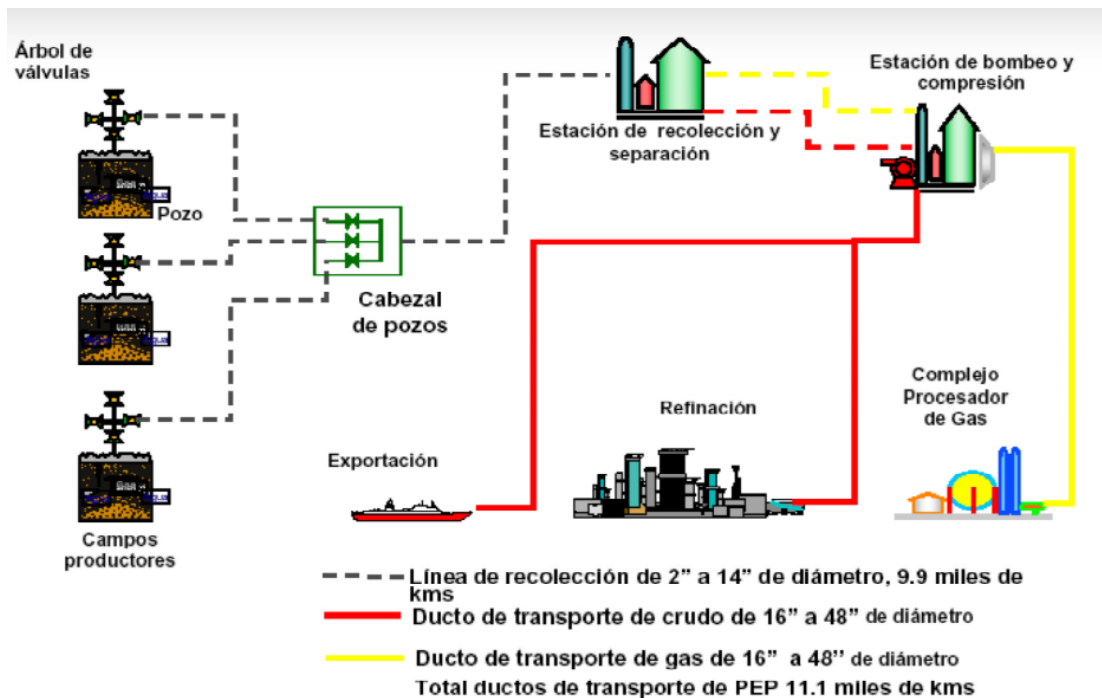 Árbol de
válvulas
Pozo
Cabezal
de pozos
Campos
productores
Estación de recolección y
separación
Estación de bombeo y
compresión
Exportación
Refinación
Complejo
Procesador
de Gas
Línea de recolección de 2” a 14” de diámetro, 9.9 miles de
kms
Ducto de transporte de crudo de 16” a 48” de diámetro
Ducto de transporte de gas de 16” a 48’’ de diámetro
Total ductos de transporte de PEP 11.1 miles de kms